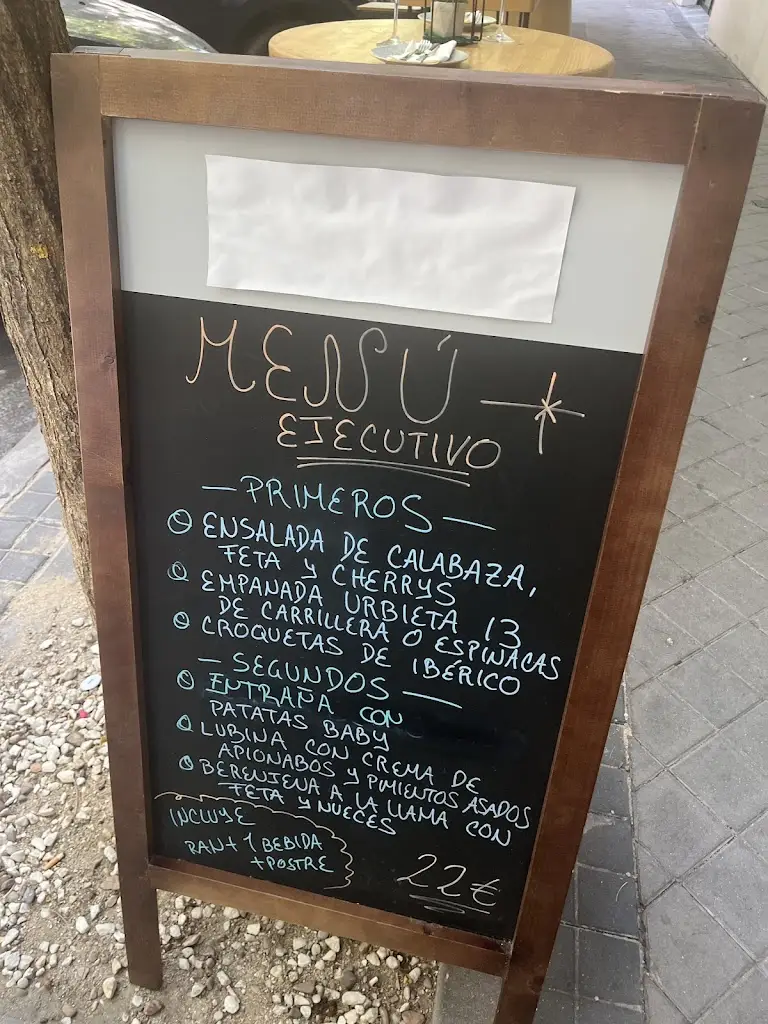 MENÚ
EJECUTIVO
— PRIMEROS —
ENSALADA DE CALABAZA,
FETA Y CHERRYS
EMPANADA URBIETA 13
DE CARRILLERA O ESPINACAS
CROQUETAS DE IBÉRICO
— SEGUNDOS —
ENTRAÑA CON
PATATAS BABY
LUBINA CON CREMA DE
APIONABOS Y PIMIENTOS ASADOS
BERENJENA A LA LLAMA CON
FETA Y NUECES
INCLUYE
PAN + 1 BEBIDA
+ POSTRE
22€